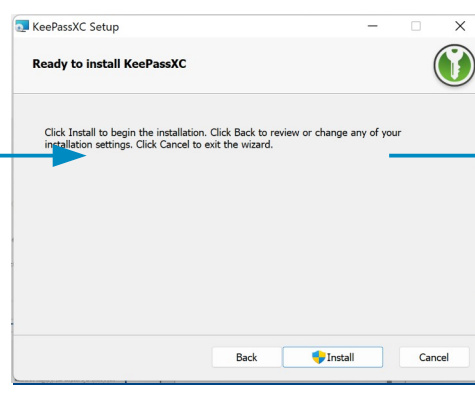 KeePassXC Setup
Ready to install KeePassXC
Click Install to begin the installation. Click Back to review or change any of your
installation settings. Click Cancel to exit the wizard.
Back Install Cancel